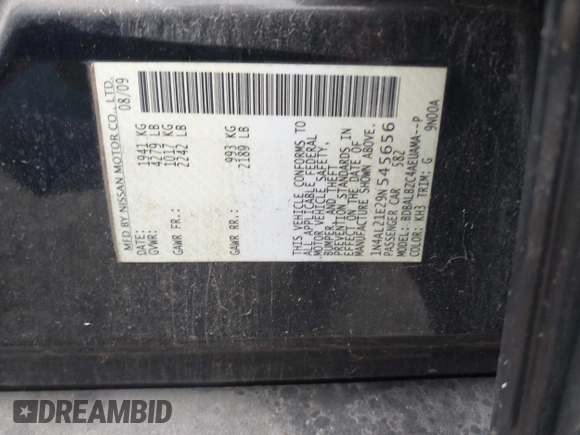 MFD BY NISSAN MOTOR CO., LTD.
DATE: 08/09
GVWR: 1941 KG
4279 LB
GAWR FR: 1017 KG
2242 LB
GAWR RR: 993 KG
2189 LB
THIS VEHICLE CONFORMS TO
ALL APPLICABLE FEDERAL
MOTOR VEHICLE SAFETY,
BUMPER, AND THEFT
PREVENTION STANDARDS IN
EFFECT ON THE DATE OF
MANUFACTURE SHOWN ABOVE.
1N4AL21E29N545656
PASSENGER CAR 582
MODEL: BDBALBZC4AEUAMA--P
COLOR: KH3 TRIM: G 9N00A
DREAMBID